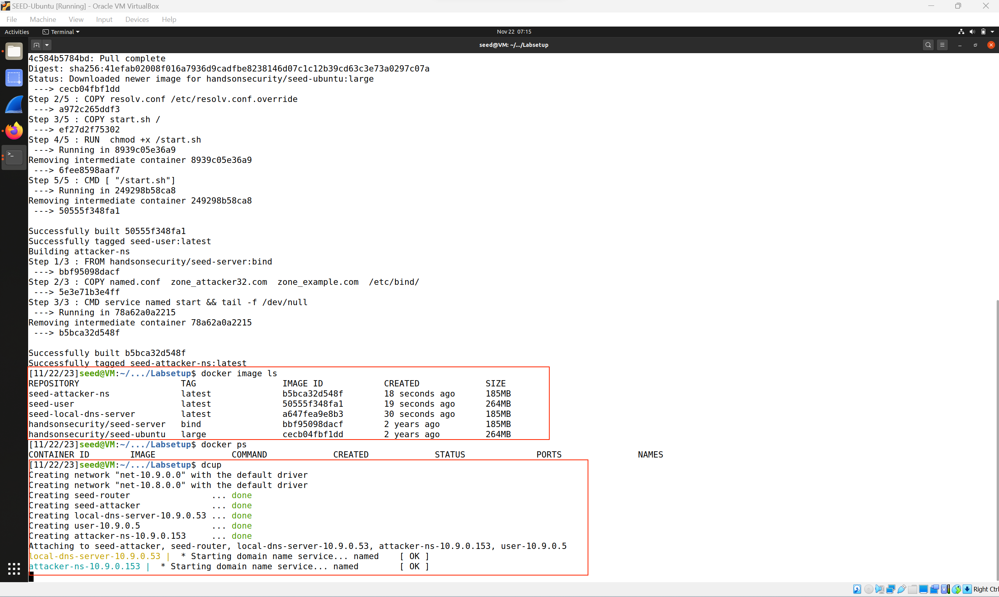 SEED-Ubuntu [Running] - Oracle VM VirtualBox
File Machine View Input Devices Help
Activities Terminal Nov 22 07:15
seed@VM: ~/.../Labsetup
4c584b5784bd: Pull complete
Digest: sha256:41efab02008f016a7936d9cadfbe8238146d07c1c12b39cd63c3e73a0297c07a
Status: Downloaded newer image for handsonsecurity/seed-ubuntu:large
---> cecb04fbf1dd
Step 2/5 : COPY resolv.conf /etc/resolv.conf.override
---> a972c265ddf3
Step 3/5 : COPY start.sh /
---> ef27d2f75302
Step 4/5 : RUN  chmod +x /start.sh
---> Running in 8939c05e36a9
Removing intermediate container 8939c05e36a9
---> 6fee8598aaf7
Step 5/5 : CMD [ "/start.sh"]
---> Running in 249298b58ca8
Removing intermediate container 249298b58ca8
---> 50555f348fa1
Successfully built 50555f348fa1
Successfully tagged seed-user:latest
Building attacker-ns
Step 1/3 : FROM handsonsecurity/seed-server:bind
---> bbf95098dacf
Step 2/3 : COPY named.conf  zone_attacker32.com  zone_example.com  /etc/bind/
---> 5e3e71b3e4ff
Step 3/3 : CMD service named start && tail -f /dev/null
---> Running in 78a62a0a2215
Removing intermediate container 78a62a0a2215
---> b5bca32d548f
Successfully built b5bca32d548f
Successfully tagged seed-attacker-ns:latest
[11/22/23]seed@VM:~/.../Labsetup$ docker image ls
REPOSITORY TAG IMAGE ID CREATED SIZE
seed-attacker-ns latest b5bca32d548f 18 seconds ago 185MB
seed-user latest 50555f348fa1 19 seconds ago 264MB
seed-local-dns-server latest a647fea9e8b3 30 seconds ago 185MB
handsonsecurity/seed-server bind bbf95098dacf 2 years ago 185MB
handsonsecurity/seed-ubuntu large cecb04fbf1dd 2 years ago 264MB
[11/22/23]seed@VM:~/.../Labsetup$ docker ps
CONTAINER ID IMAGE COMMAND CREATED STATUS PORTS NAMES
[11/22/23]seed@VM:~/.../Labsetup$ dcup
Creating network "net-10.9.0.0" with the default driver
Creating network "net-10.8.0.0" with the default driver
Creating seed-router ... done
Creating seed-attacker ... done
Creating local-dns-server-10.9.0.53 ... done
Creating user-10.9.0.5 ... done
Creating attacker-ns-10.9.0.153 ... done
Attaching to seed-attacker, seed-router, local-dns-server-10.9.0.53, attacker-ns-10.9.0.153, user-10.9.0.5
local-dns-server-10.9.0.53 |  * Starting domain name service... named [ OK ]
attacker-ns-10.9.0.153 |  * Starting domain name service... named [ OK ]
Right Ctrl